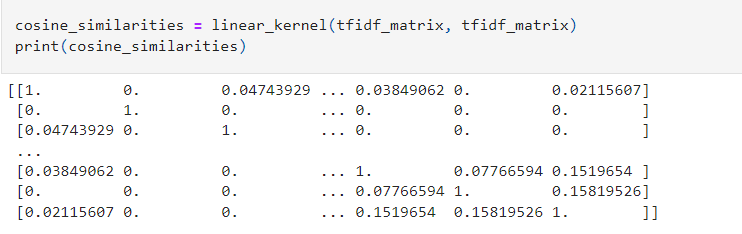 cosine_similarities = linear_kernel(tfidf_matrix, tfidf_matrix)
print(cosine_similarities)
[[1.         0.         0.04743929 ... 0.03849062 0.         0.02115607]
 [0.         1.         0.         ... 0.         0.         0.        ]
 [0.04743929 0.         1.         ... 0.         0.         0.        ]
 ...
 [0.03849062 0.         0.         ... 1.         0.07766594 0.1519654 ]
 [0.         0.         0.         ... 0.07766594 1.         0.15819526]
 [0.02115607 0.         0.         ... 0.1519654  0.15819526 1.        ]]